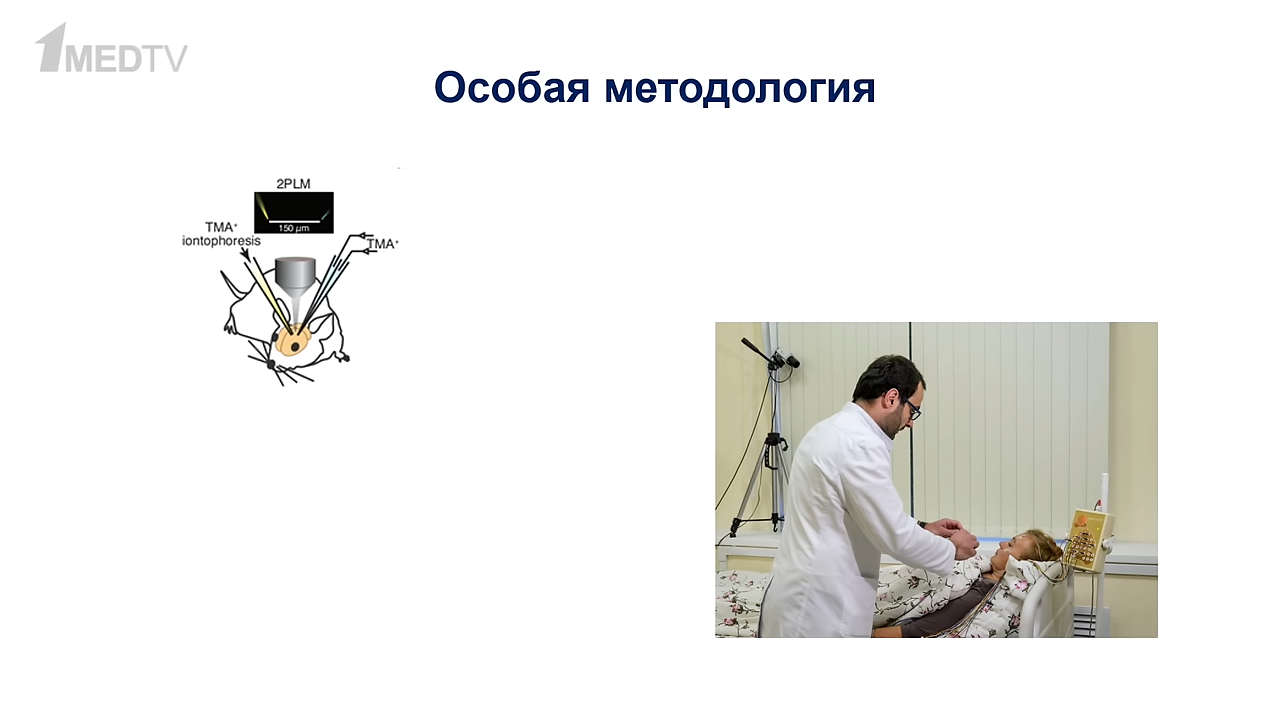 1MEDTV
Особая методология
2PLM
150 µm
TMA⁺
iontophoresis
TMA⁺